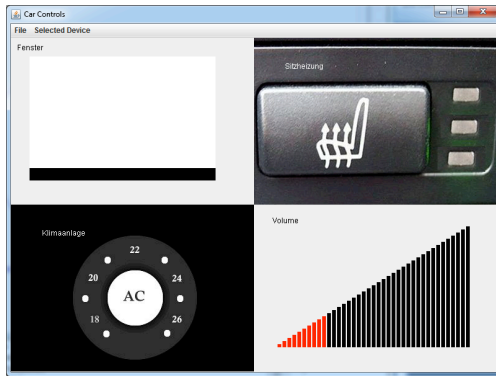 Car Controls
File Selected Device
Fenster
Sitzheizung
Klimaanlage
Volume
22
20
24
AC
18
26